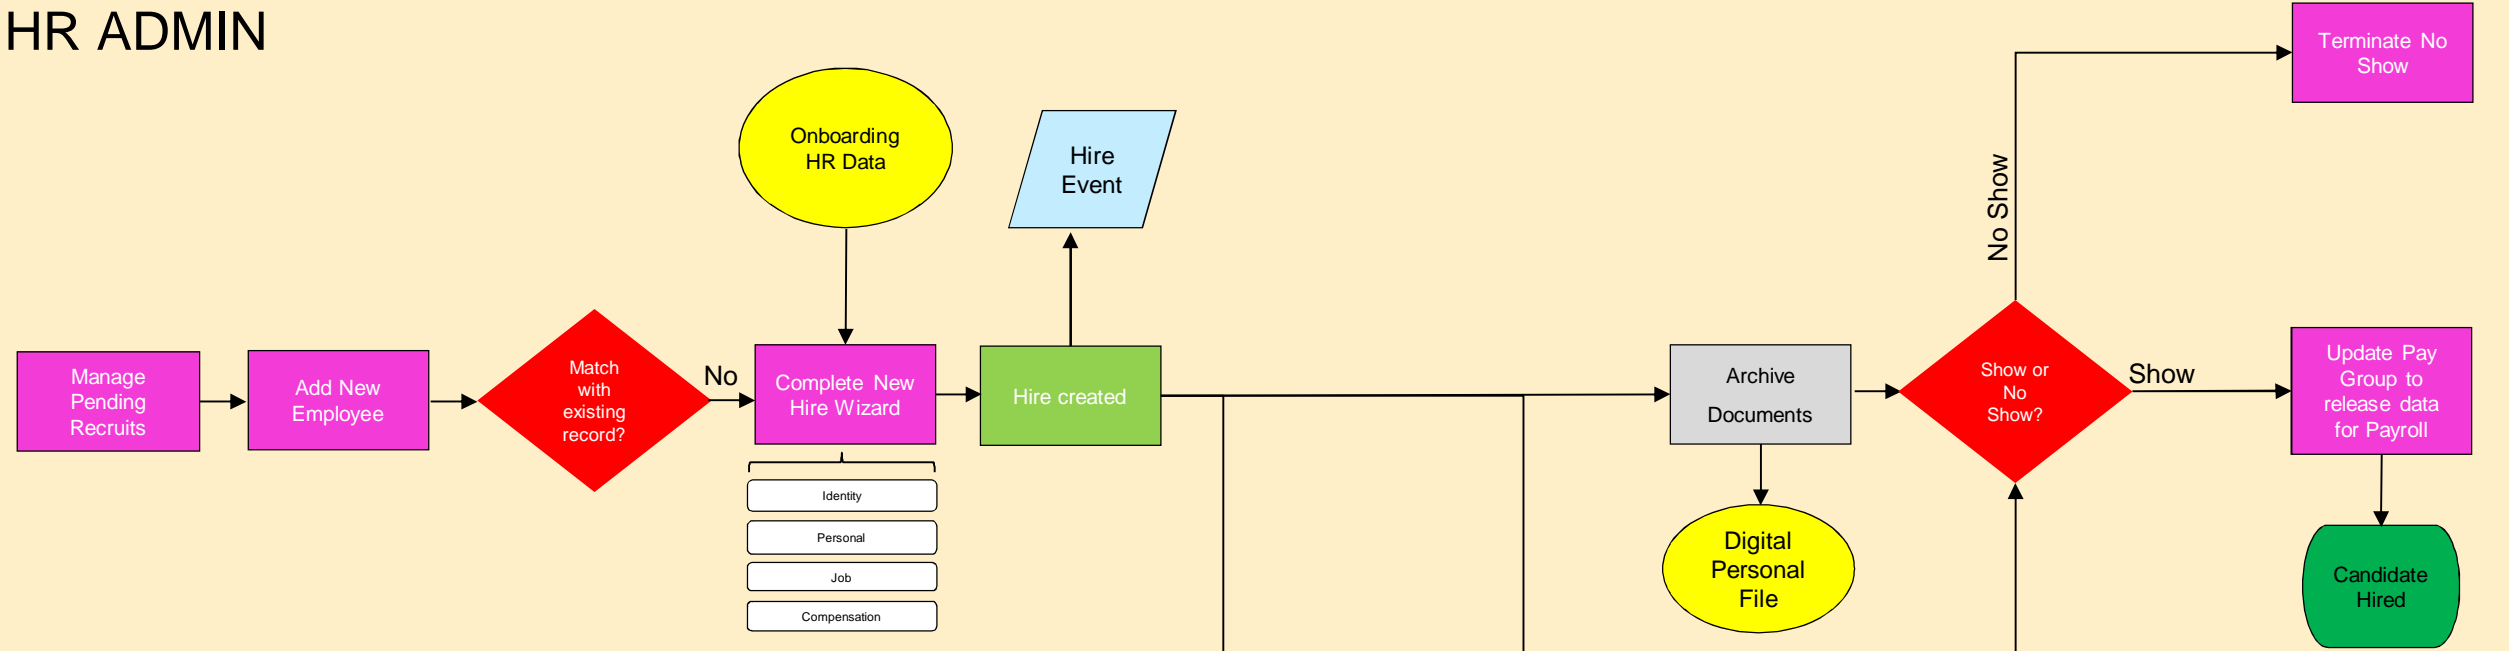 HR ADMIN
Terminate No
Show
Onboarding
HR Data
Hire
Event
No Show
Manage
Pending
Recruits
Add New
Employee
Match
with
existing
record?
No
Complete New
Hire Wizard
Hire created
Archive
Documents
Show or
No
Show?
Show
Update Pay
Group to
release data
for Payroll
Identity
Personal
Job
Compensation
Digital
Personal
File
Candidate
Hired